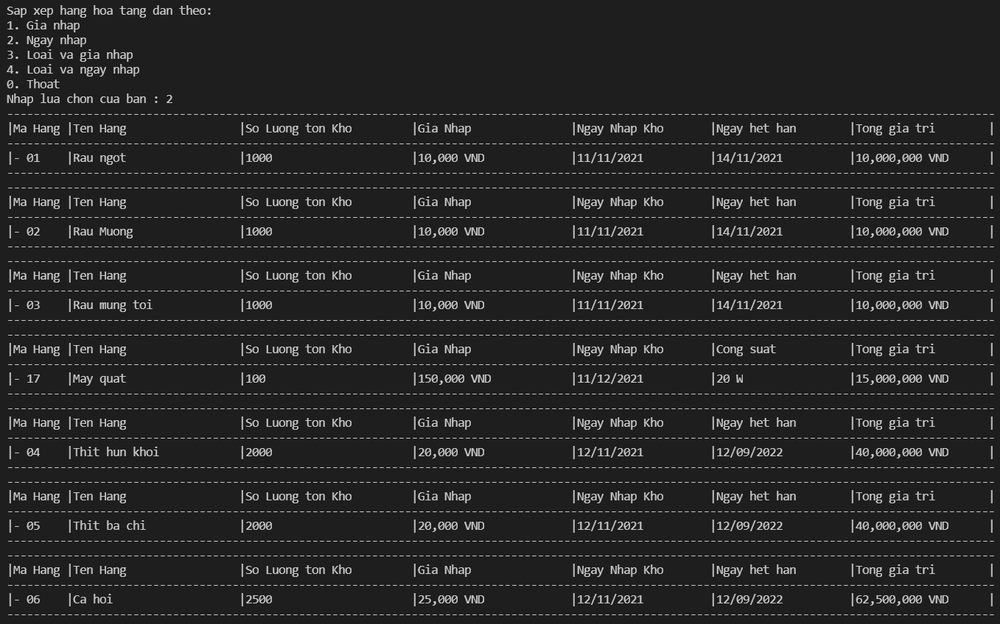 Sap xep hang hoa tang dan theo:
1. Gia nhap
2. Ngay nhap
3. Loai va gia nhap
4. Loai va ngay nhap
0. Thoat
Nhap lua chon cua ban : 2
|Ma Hang |Ten Hang |So Luong ton Kho |Gia Nhap |Ngay Nhap Kho |Ngay het han |Tong gia tri |
|- 01 |Rau ngot |1000 |10,000 VND |11/11/2021 |14/11/2021 |10,000,000 VND |
|Ma Hang |Ten Hang |So Luong ton Kho |Gia Nhap |Ngay Nhap Kho |Ngay het han |Tong gia tri |
|- 02 |Rau Muong |1000 |10,000 VND |11/11/2021 |14/11/2021 |10,000,000 VND |
|Ma Hang |Ten Hang |So Luong ton Kho |Gia Nhap |Ngay Nhap Kho |Ngay het han |Tong gia tri |
|- 03 |Rau mung toi |1000 |10,000 VND |11/11/2021 |14/11/2021 |10,000,000 VND |
|Ma Hang |Ten Hang |So Luong ton Kho |Gia Nhap |Ngay Nhap Kho |Cong suat |Tong gia tri |
|- 17 |May quat |100 |150,000 VND |11/12/2021 |20 W |15,000,000 VND |
|Ma Hang |Ten Hang |So Luong ton Kho |Gia Nhap |Ngay Nhap Kho |Ngay het han |Tong gia tri |
|- 04 |Thit hun khoi |2000 |20,000 VND |12/11/2021 |12/09/2022 |40,000,000 VND |
|Ma Hang |Ten Hang |So Luong ton Kho |Gia Nhap |Ngay Nhap Kho |Ngay het han |Tong gia tri |
|- 05 |Thit ba chi |2000 |20,000 VND |12/11/2021 |12/09/2022 |40,000,000 VND |
|Ma Hang |Ten Hang |So Luong ton Kho |Gia Nhap |Ngay Nhap Kho |Ngay het han |Tong gia tri |
|- 06 |Ca hoi |2500 |25,000 VND |12/11/2021 |12/09/2022 |62,500,000 VND |